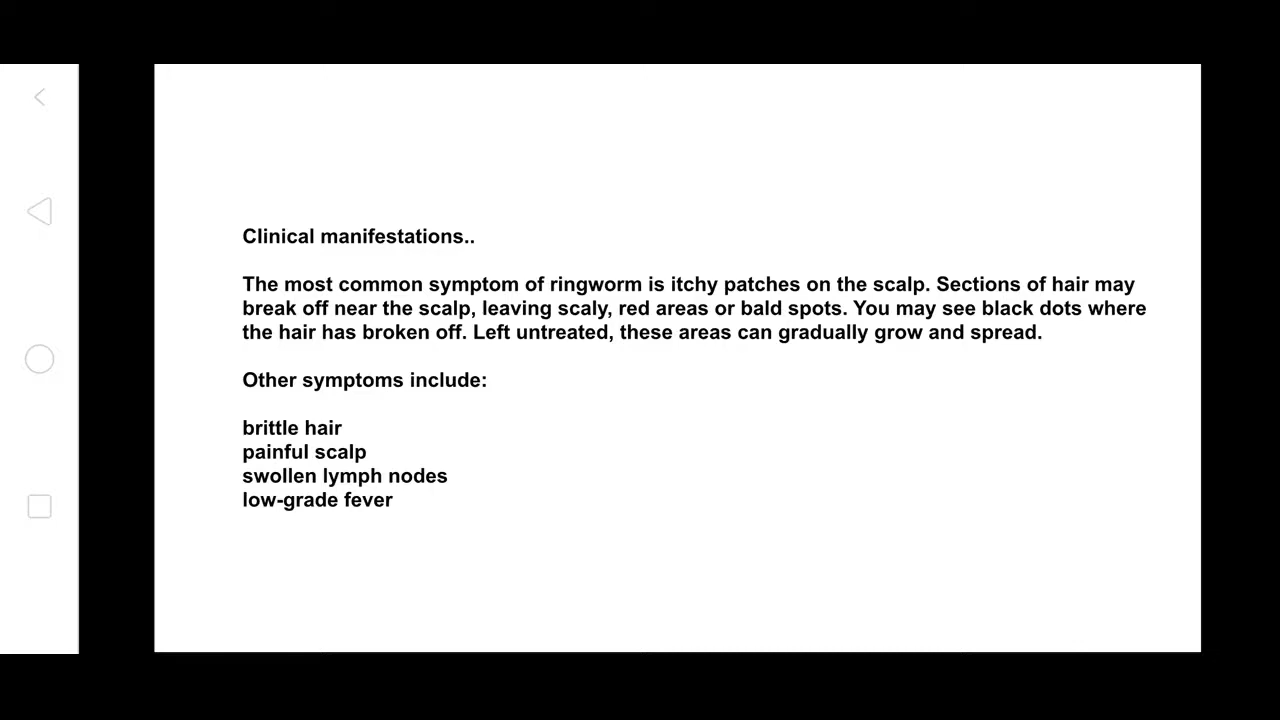 Clinical manifestations..
The most common symptom of ringworm is itchy patches on the scalp. Sections of hair may
break off near the scalp, leaving scaly, red areas or bald spots. You may see black dots where
the hair has broken off. Left untreated, these areas can gradually grow and spread.
Other symptoms include:
brittle hair
painful scalp
swollen lymph nodes
low-grade fever